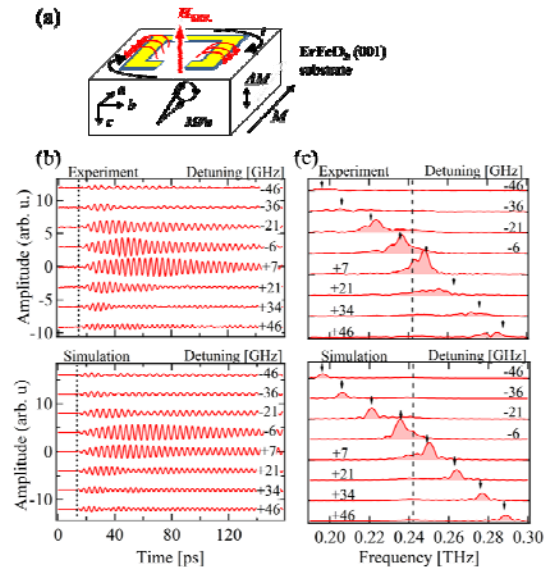 (a)
ErFeO3 (001)
substrate
a
b
c
ΔM
M
(b)
Experiment Detuning [GHz]
-46
-36
-21
-6
+7
+21
+34
+46
10
5
0
-5
-10
Amplitude (arb. u.)
Simulation Detuning [GHz]
-46
-36
-21
-6
+7
+21
+34
+46
10
0
-10
Amplitude (arb. u)
0 40 80 120
Time [ps]
(c)
Experiment Detuning [GHz]
-46
-36
-21
-6
+7
+21
+34
+46
Simulation Detuning [GHz]
-46
-36
-21
-6
+7
+21
+34
+46
0.20 0.22 0.24 0.26 0.28 0.30
Frequency [THz]